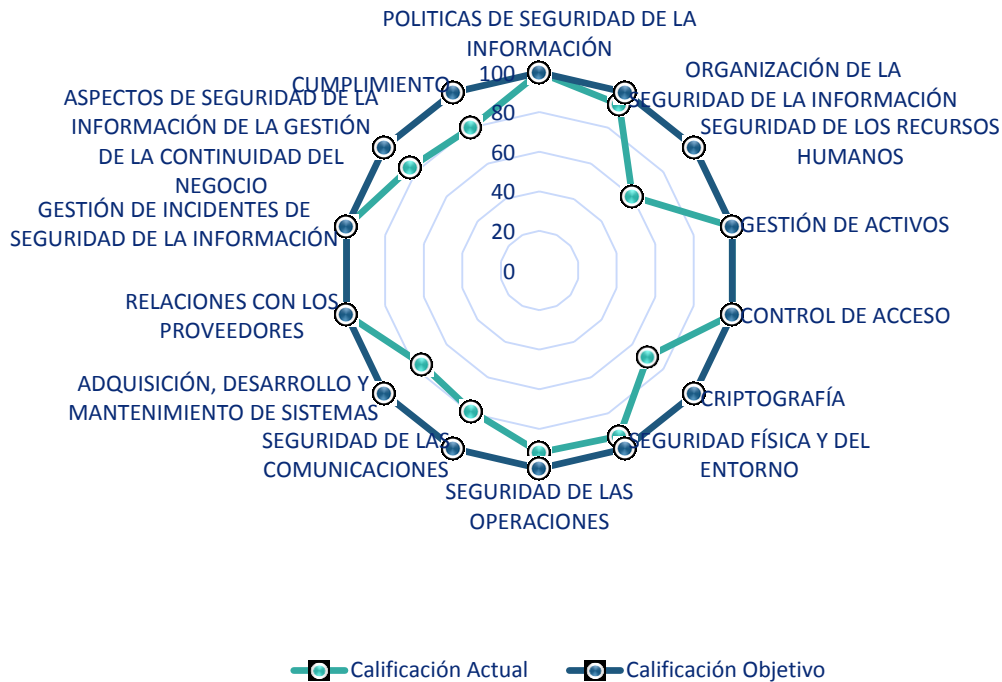 POLITICAS DE SEGURIDAD DE LA
INFORMACIÓN
ORGANIZACIÓN DE LA
SEGURIDAD DE LA INFORMACIÓN
SEGURIDAD DE LOS RECURSOS
HUMANOS
GESTIÓN DE ACTIVOS
CONTROL DE ACCESO
CRIPTOGRAFÍA
SEGURIDAD FÍSICA Y DEL
ENTORNO
SEGURIDAD DE LAS
OPERACIONES
SEGURIDAD DE LAS
COMUNICACIONES
ADQUISICIÓN, DESARROLLO Y
MANTENIMIENTO DE SISTEMAS
RELACIONES CON LOS
PROVEEDORES
GESTIÓN DE INCIDENTES DE
SEGURIDAD DE LA INFORMACIÓN
ASPECTOS DE SEGURIDAD DE LA
INFORMACIÓN DE LA GESTIÓN
DE LA CONTINUIDAD DEL
NEGOCIO
CUMPLIMIENTO
100
80
60
40
20
0
Calificación Actual
Calificación Objetivo